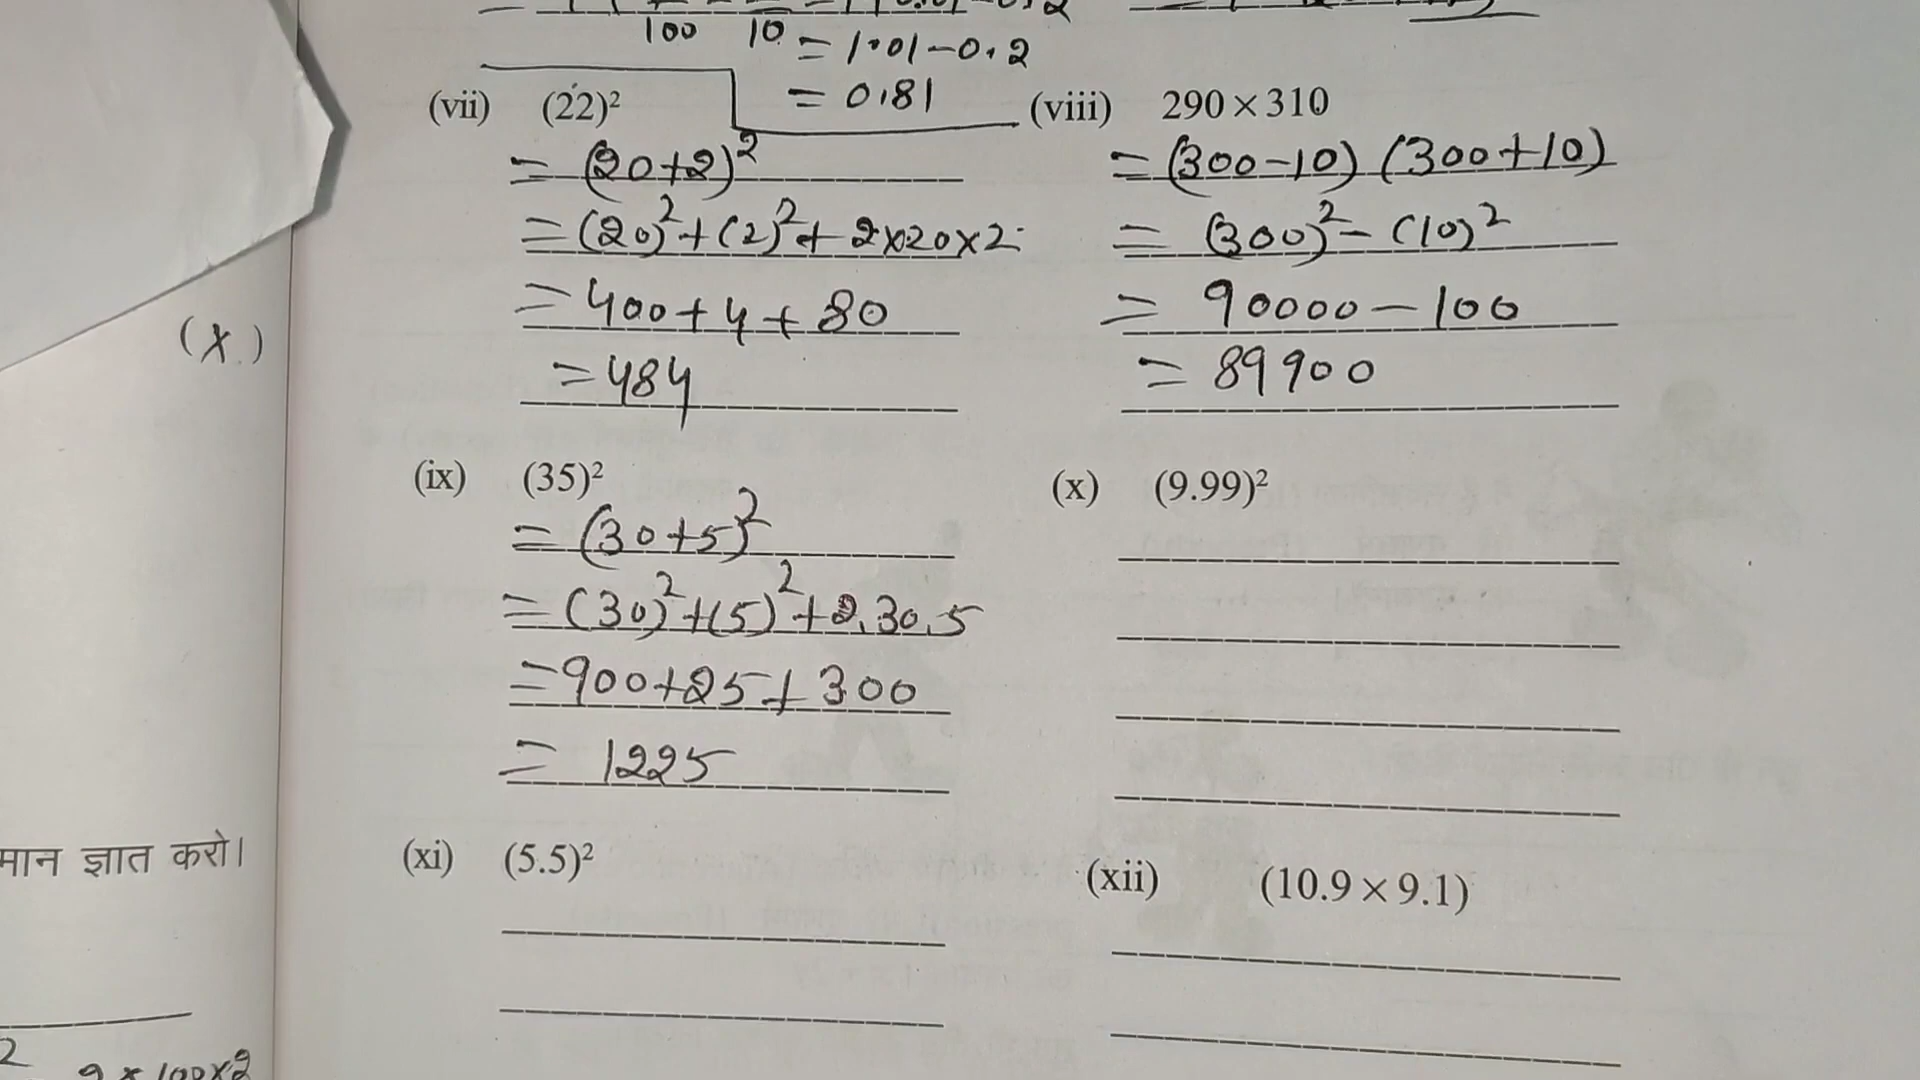 100 10 = 1.01-0.2
= 0.81
(vii) (22)²
= (20+2)²
= (20)²+(2)²+ 2×20×2
= 400+4+80
= 484
(viii) 290 × 310
= (300-10) (300+10)
= (300)² - (10)²
= 90000-100
= 89900
(x)
(ix) (35)²
= (30+5)²
= (30)²+(5)²+2.30.5
= 900+25+300
= 1225
(x) (9.99)²
मान ज्ञात करो।
(xi) (5.5)²
(xii) (10.9 × 9.1)